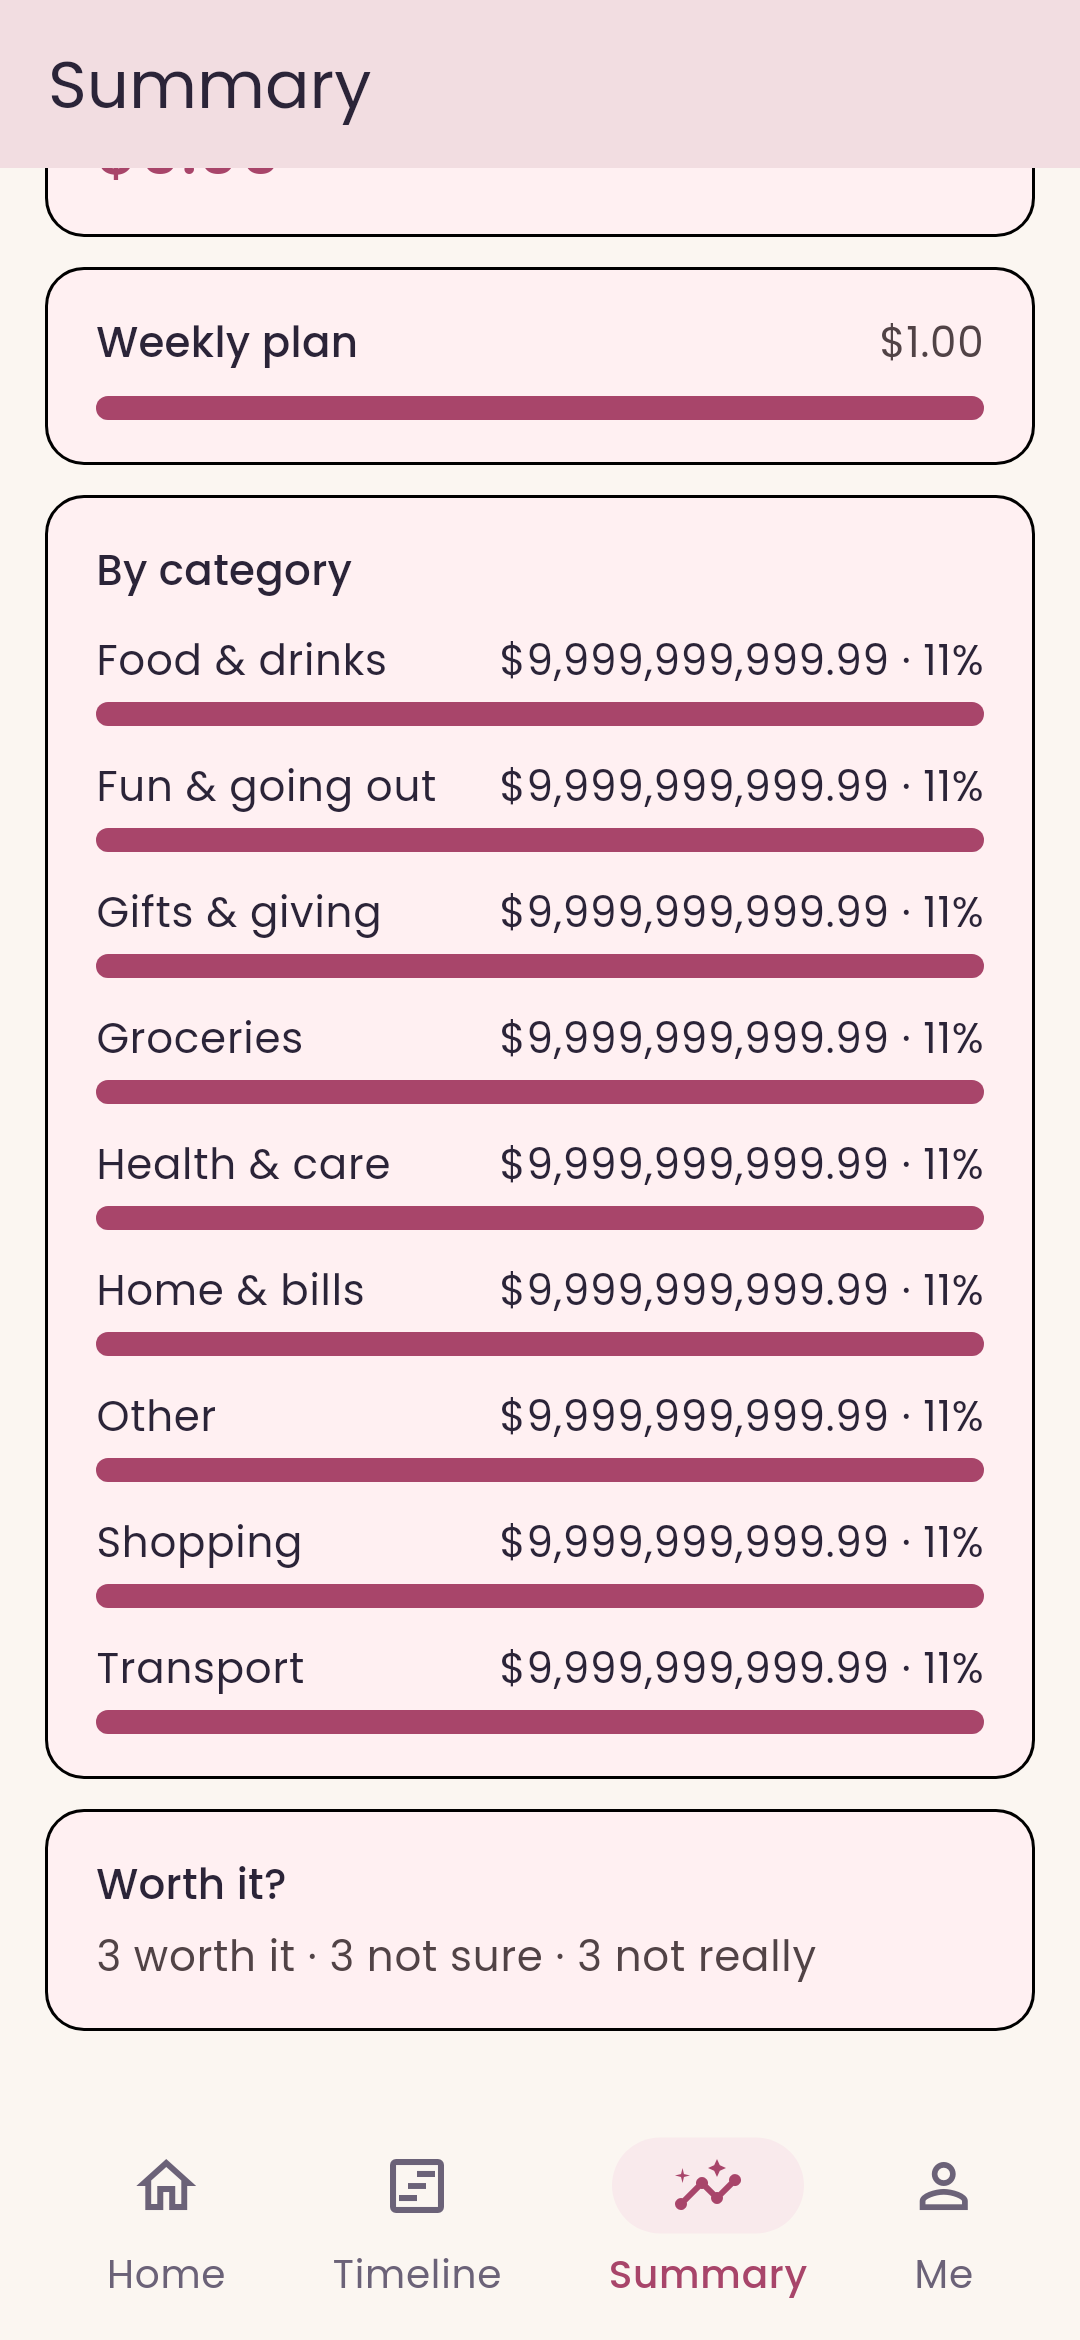 Summary
Weekly plan $1.00
By category
Food & drinks $9,999,999,999.99 · 11%
Fun & going out $9,999,999,999.99 · 11%
Gifts & giving $9,999,999,999.99 · 11%
Groceries $9,999,999,999.99 · 11%
Health & care $9,999,999,999.99 · 11%
Home & bills $9,999,999,999.99 · 11%
Other $9,999,999,999.99 · 11%
Shopping $9,999,999,999.99 · 11%
Transport $9,999,999,999.99 · 11%
Worth it?
3 worth it · 3 not sure · 3 not really
Home Timeline Summary Me